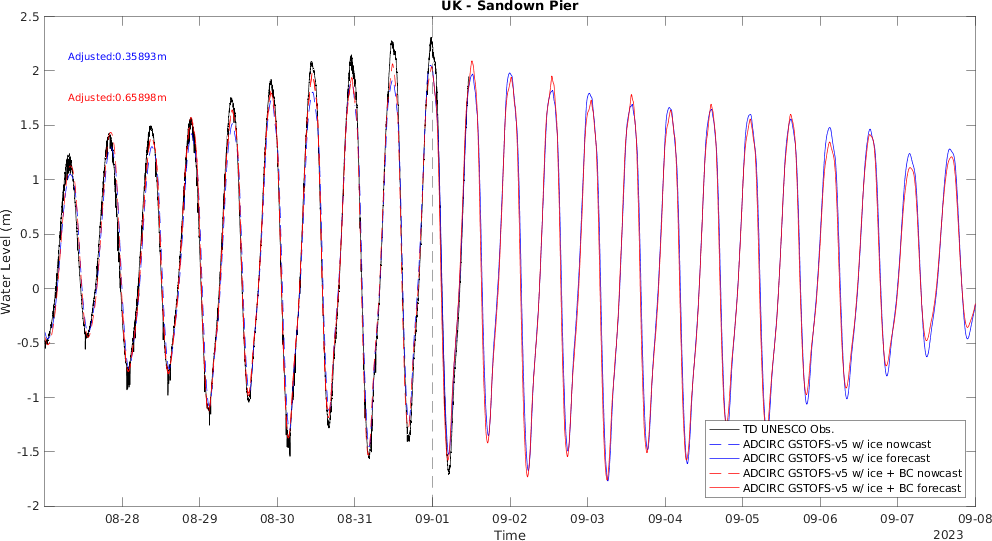 UK - Sandown Pier
2.5
2
1.5
1
0.5
0
-0.5
-1
-1.5
-2
Water Level (m)
Adjusted:0.35893m
Adjusted:0.65898m
TD UNESCO Obs.
ADCIRC GSTOFS-v5 w/ ice nowcast
ADCIRC GSTOFS-v5 w/ ice forecast
ADCIRC GSTOFS-v5 w/ice + BC nowcast
ADCIRC GSTOFS-v5 w/ice + BC forecast
08-28 08-29 08-30 08-31 09-01 09-02 09-03 09-04 09-05 09-06 09-07 09-08
Time
2023